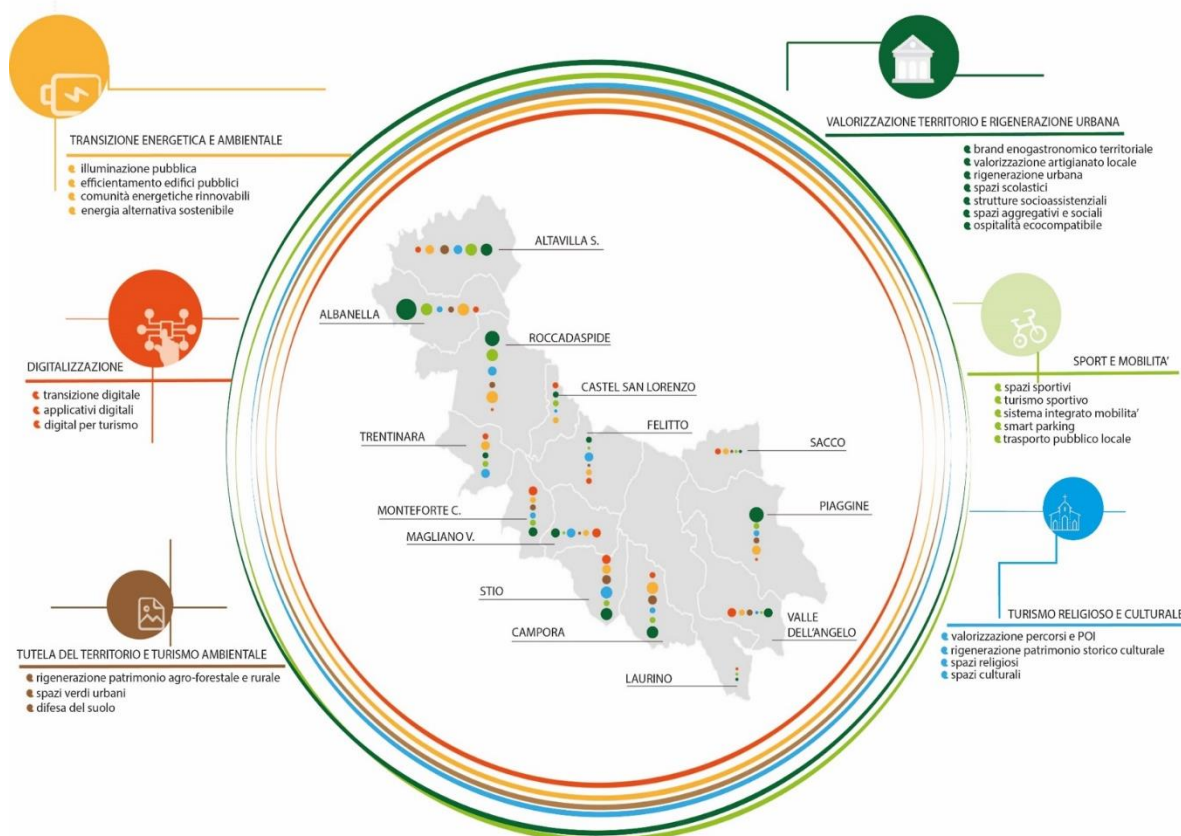 TRANSIZIONE ENERGETICA E AMBIENTALE
illuminazione pubblica
efficientamento edifici pubblici
comunità energetiche rinnovabili
energia alternativa sostenibile
DIGITALIZZAZIONE
transizione digitale
applicativi digitali
digital per turismo
TUTELA DEL TERRITORIO E TURISMO AMBIENTALE
rigenerazione patrimonio agro-forestale e rurale
spazi verdi urbani
difesa del suolo
ALTAVILLA S.
ALBANELLA
ROCCADASPIDE
CASTEL SAN LORENZO
FELITTO
TRENTINARA
SACCO
MONTEFORTE C.
PIAGGINE
MAGLIANO V.
STIO
CAMPORA
VALLE
DELL'ANGELO
LAURINO
VALORIZZAZIONE TERRITORIO E RIGENERAZIONE URBANA
brand enogastronomico territoriale
valorizzazione artigianato locale
rigenerazione urbana
spazi scolastici
strutture socioassistenziali
spazi aggregativi e sociali
ospitalità ecocompatibile
SPORT E MOBILITA'
spazi sportivi
turismo sportivo
sistema integrato mobilita'
smart parking
trasporto pubblico locale
TURISMO RELIGIOSO E CULTURALE
valorizzazione percorsi e POI
rigenerazione patrimonio storico culturale
spazi religiosi
spazi culturali